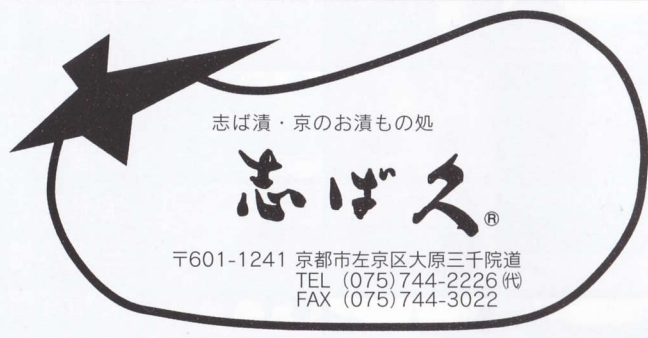 志ば漬・京のお漬もの処
志ば久®
〒601-1241 京都市左京区大原三千院道
TEL (075)744-2226㈹
FAX (075)744-3022